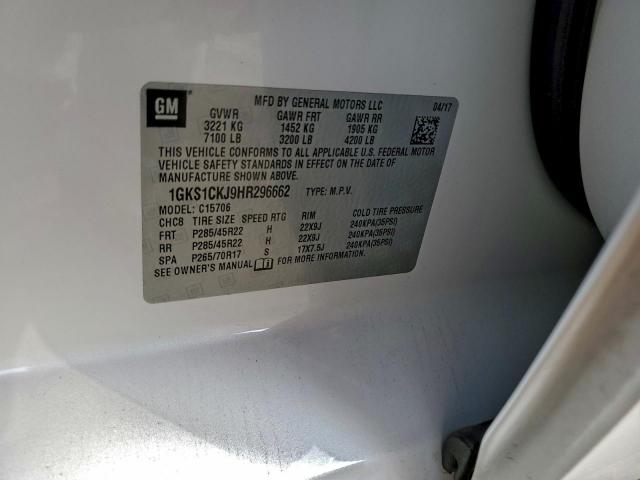 GM
MFD BY GENERAL MOTORS LLC 04/17
GVWR GAWR FRT GAWR RR
3221 KG 1452 KG 1905 KG
7100 LB 3200 LB 4200 LB
THIS VEHICLE CONFORMS TO ALL APPLICABLE U.S. FEDERAL MOTOR
VEHICLE SAFETY STANDARDS IN EFFECT ON THE DATE OF
MANUFACTURE SHOWN ABOVE.
1GKS1CKJ9HR296662 TYPE: M.P.V.
MODEL: C15706
CHC8 TIRE SIZE SPEED RTG RIM COLD TIRE PRESSURE
FRT P285/45R22 H 22X9J 240KPA(35PSI)
RR P285/45R22 H 22X9J 240KPA(35PSI)
SPA P265/70R17 S 17X7.5J 240KPA(35PSI)
SEE OWNER'S MANUAL FOR MORE INFORMATION.